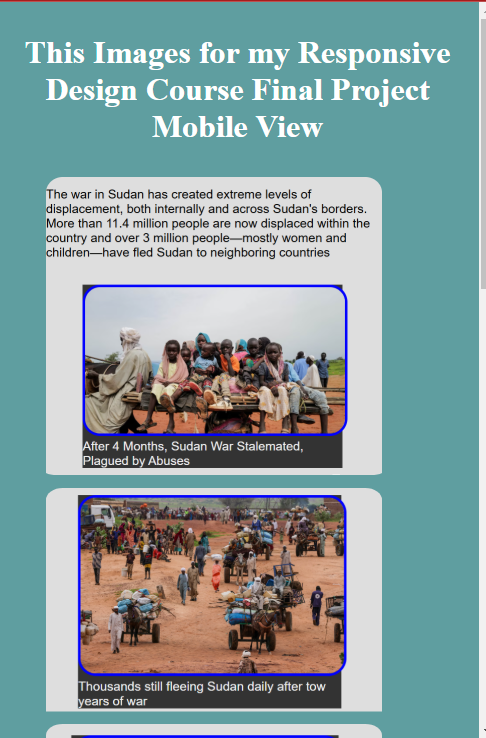 This Images for my Responsive
Design Course Final Project
Mobile View
The war in Sudan has created extreme levels of
displacement, both internally and across Sudan's borders.
More than 11.4 million people are now displaced within the
country and over 3 million people—mostly women and
children—have fled Sudan to neighboring countries
After 4 Months, Sudan War Stalemated,
Plagued by Abuses
Thousands still fleeing Sudan daily after tow
years of war